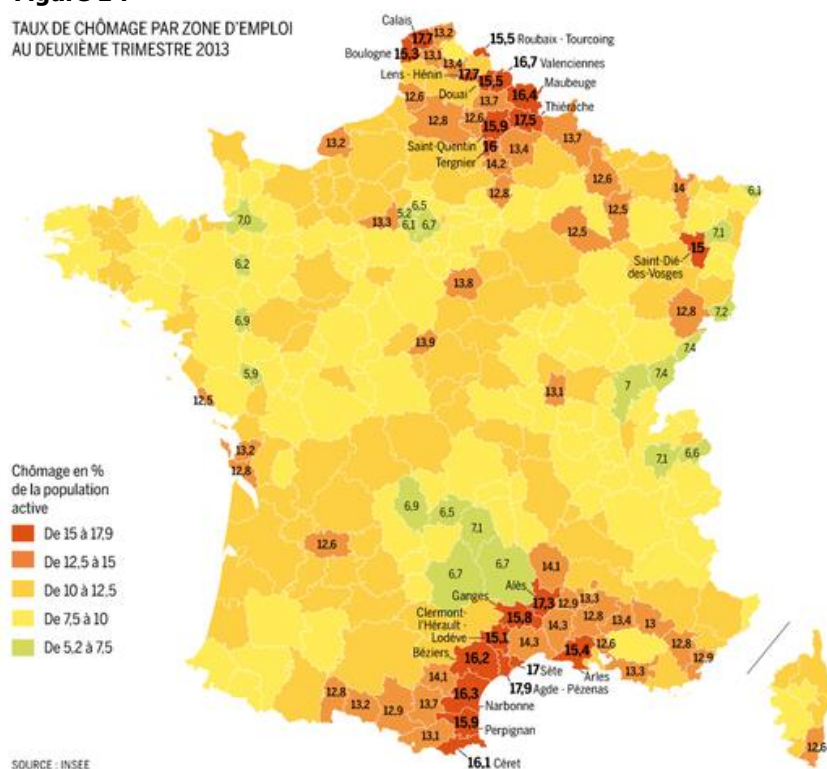 TAUX DE CHÔMAGE PAR ZONE D'EMPLOI
AU DEUXIÈME TRIMESTRE 2013
Calais
17,7
13,2
Boulogne 15,3
13,1
13,4
15,5 Roubaix - Tourcoing
Lens - Hénin
17,7
16,7 Valenciennes
Douai
15,5
Maubeuge
16,4
12,6
13,7
Thiérache
17,5
12,8
12,6
15,9
13,7
Saint-Quentin
13,2
16
13,4
Tergnier
14,2
12,6
14
6,1
12,8
12,5
7,0
6,5
5,2
13,3
6,1
6,7
12,5
7,1
15
Saint-Dié
des-Vosges
6,2
13,8
12,8
7,2
6,9
13,9
7,4
7,4
5,9
7
13,1
12,5
13,2
12,8
7,1
6,6
Chômage en %
de la population
active
De 15 à 17,9
De 12,5 à 15
De 10 à 12,5
De 7,5 à 10
De 5,2 à 7,5
6,9
6,5
7,1
12,6
6,7
6,7
14,1
Alès
Ganges
17,3
12,9
13,3
Clermont-
l'Hérault -
Lodève
15,8
12,8
13,4
13
14,3
15,1
14,3
12,6
12,8
Béziers
16,2
15,4
12,9
17 Sète
Arles
13,3
14,1
17,9 Agde - Pézenas
12,8
13,2
12,9
13,7
16,3
Narbonne
15,9
Perpignan
13,1
16,1 Céret
12,6
SOURCE : INSEE